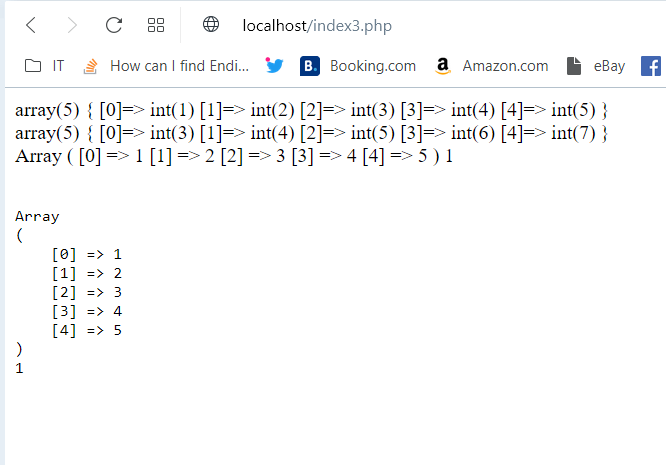 localhost/index3.php
IT How can I find Endi... B. Booking.com a Amazon.com eBay f
array(5) { [0]=> int(1) [1]=> int(2) [2]=> int(3) [3]=> int(4) [4]=> int(5) }
array(5) { [0]=> int(3) [1]=> int(4) [2]=> int(5) [3]=> int(6) [4]=> int(7) }
Array ( [0] => 1 [1] => 2 [2] => 3 [3] => 4 [4] => 5 ) 1
Array
(
    [0] => 1
    [1] => 2
    [2] => 3
    [3] => 4
    [4] => 5
)
1